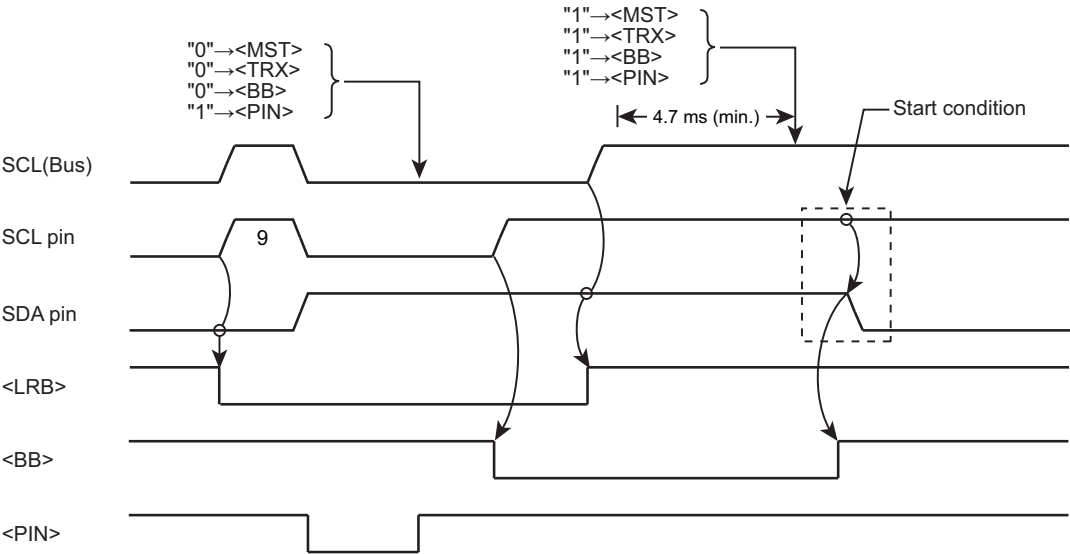 "0"→<MST>
"0"→<TRX>
"0"→<BB>
"1"→<PIN>
"1"→<MST>
"1"→<TRX>
"1"→<BB>
"1"→<PIN>
4.7 ms (min.)
Start condition
SCL(Bus)
SCL pin
9
SDA pin
<LRB>
<BB>
<PIN>